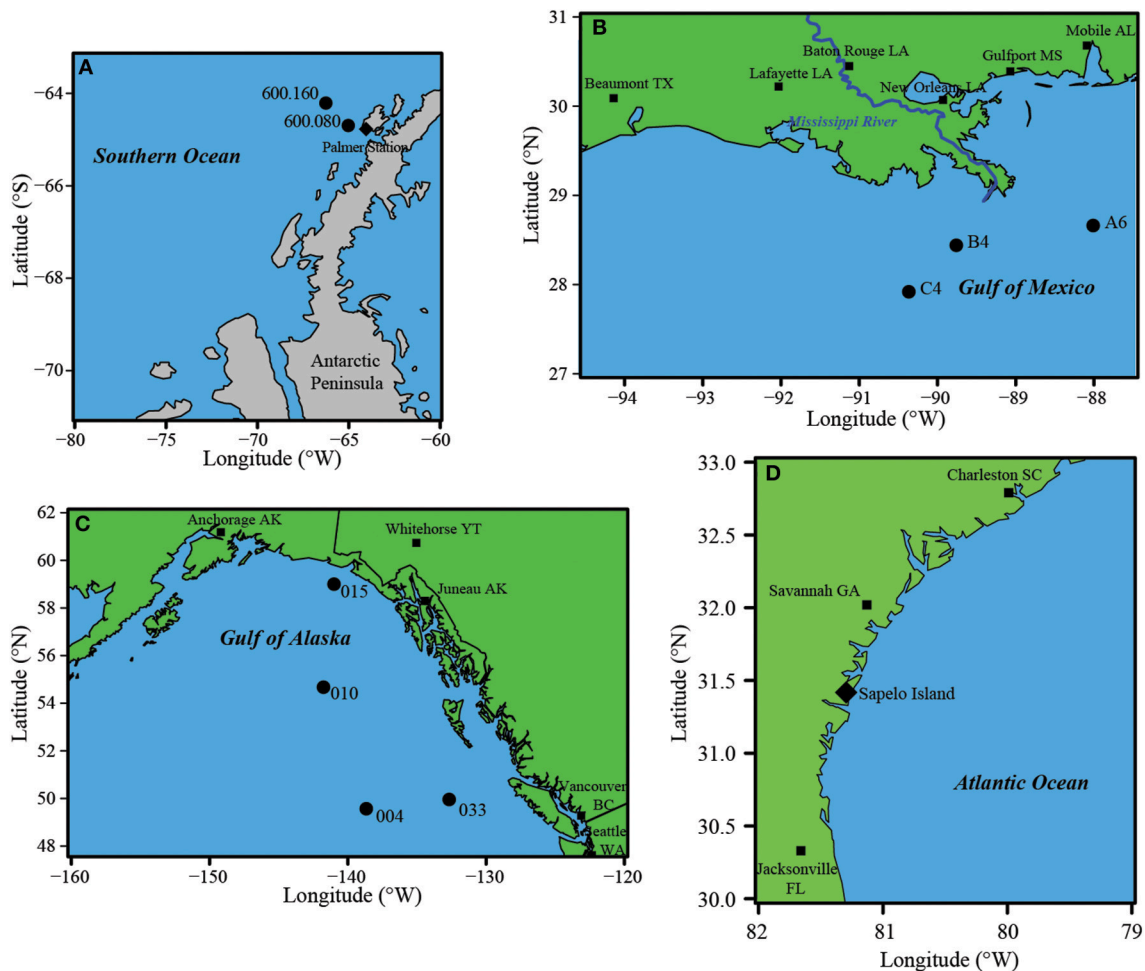 A
−64
600.160
600.080
Palmer Station
Southern Ocean
−66
−68
−70
Antarctic
Peninsula
−80
−75
−70
−65
−60
Longitude (°W)
Latitude (°S)
B
31
Mobile AL
Baton Rouge LA
Gulfport MS
Beaumont TX
Lafayette LA
New Orleans LA
30
Mississippi River
29
A6
B4
28
C4
Gulf of Mexico
27
−94
−93
−92
−91
−90
−89
−88
Longitude (°W)
Latitude (°N)
C
62
Anchorage AK
Whitehorse YT
60
015
Juneau AK
58
Gulf of Alaska
56
010
54
52
50
004
033
Vancouver
BC
Seattle
WA
48
−160
−150
−140
−130
−120
Longitude (°W)
Latitude (°N)
D
33.0
Charleston SC
32.5
Savannah GA
32.0
31.5
Sapelo Island
31.0
Atlantic Ocean
30.5
Jacksonville
FL
30.0
82
81
80
79
Longitude (°W)
Latitude (°N)